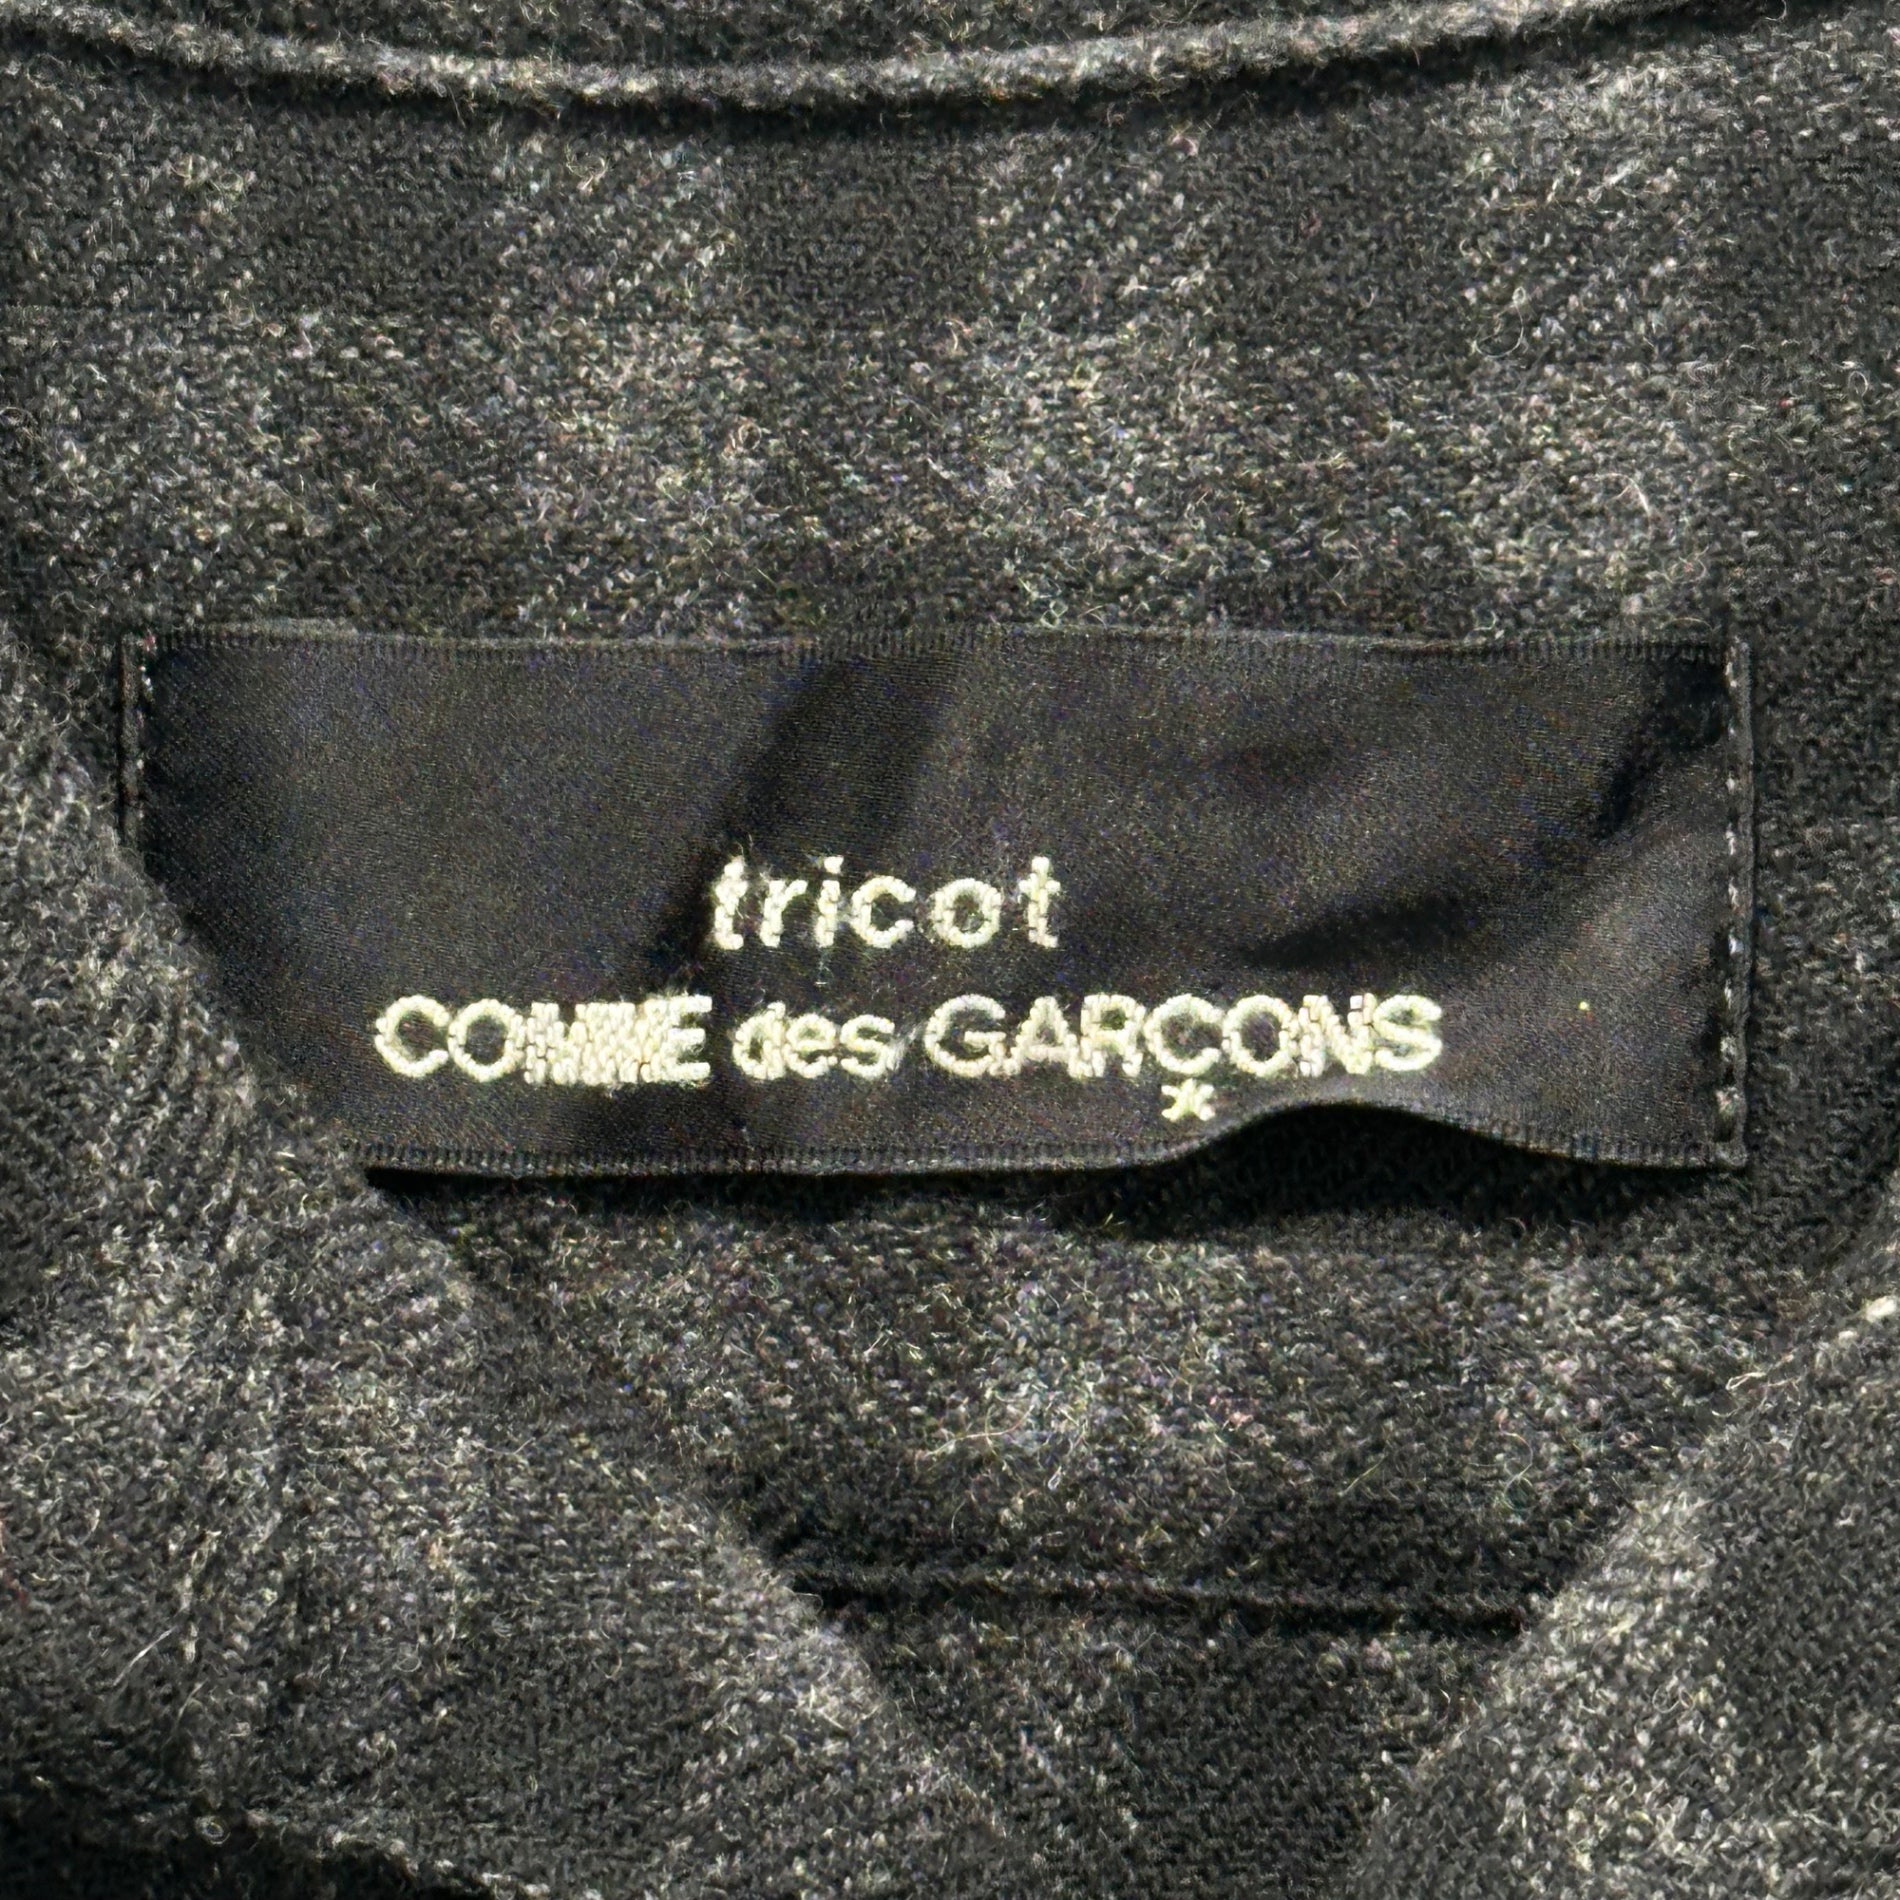 tricot
COMME des GARÇONS
*